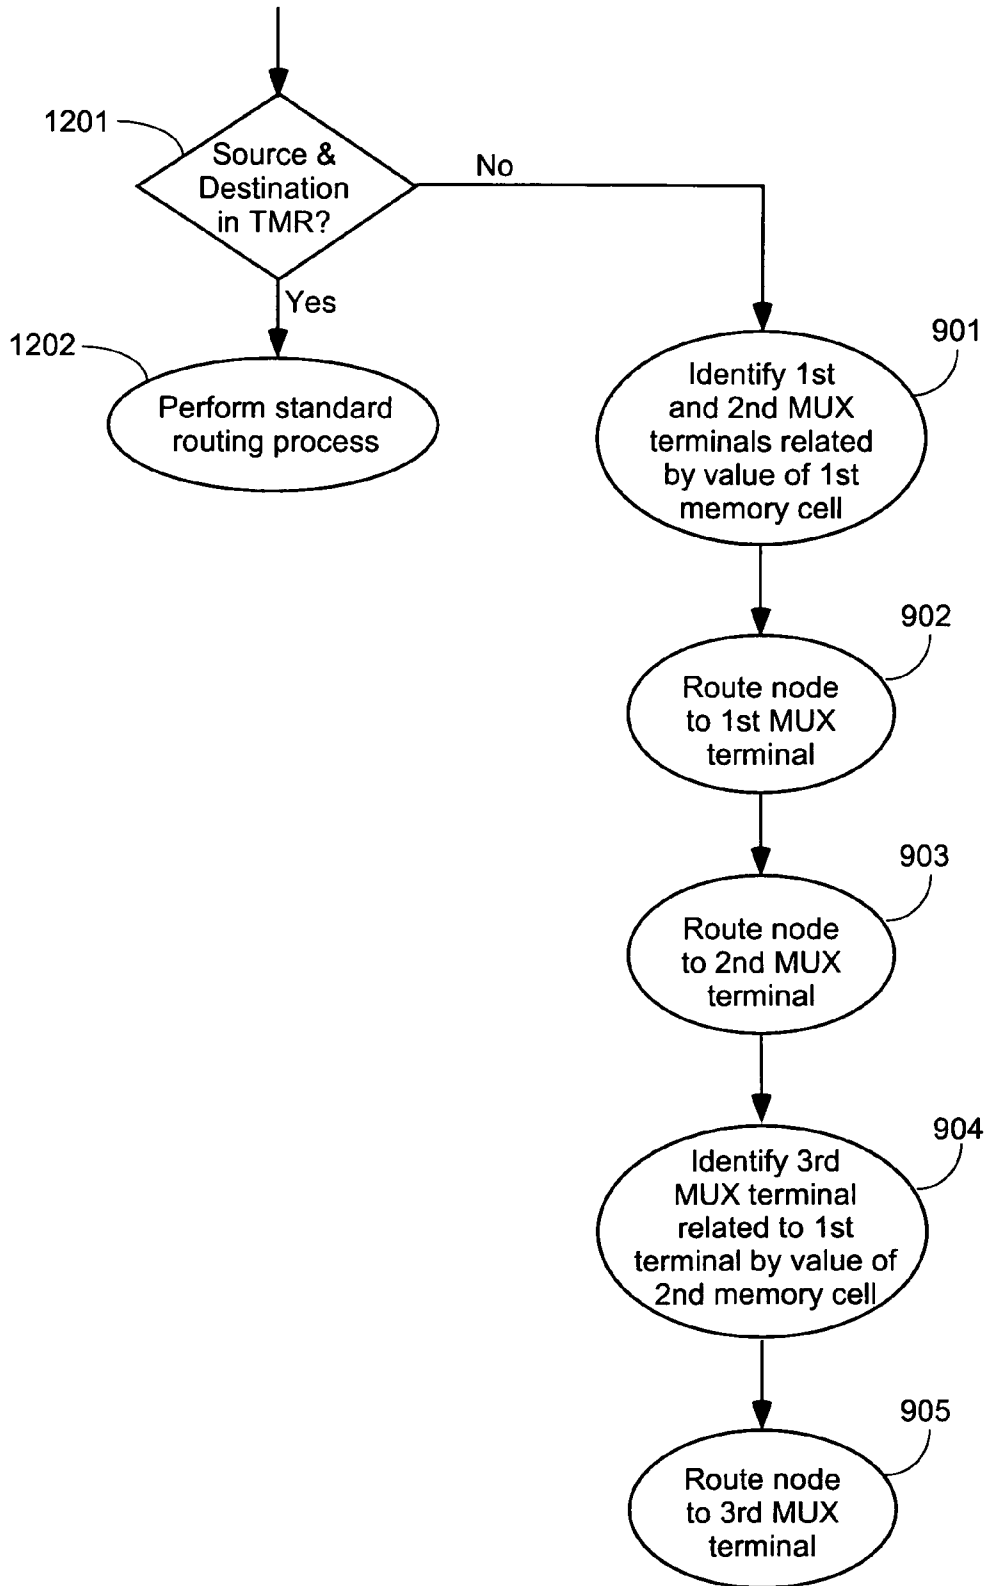 1201
Source &
Destination
in TMR?
No
Yes
1202
Perform standard
routing process
901
Identify 1st
and 2nd MUX
terminals related
by value of 1st
memory cell
902
Route node
to 1st MUX
terminal
903
Route node
to 2nd MUX
terminal
904
Identify 3rd
MUX terminal
related to 1st
terminal by value of
2nd memory cell
905
Route node
to 3rd MUX
terminal